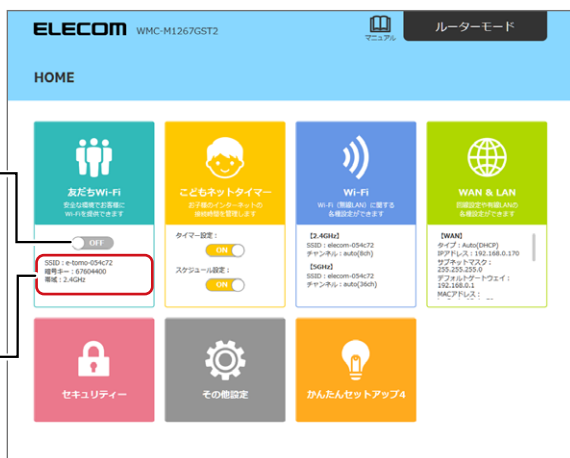 ELECOM WMC-M1267GST2
マニュアル
ルーターモード
HOME
友だちWi-Fi
安全な環境でお客様に
Wi-Fiを提供できます
OFF
SSID：e-tomo-054c72
暗号キー：67604400
帯域：2.4GHz
こどもネットタイマー
お子様のインターネットの
接続時間を管理します
タイマー設定：
ON
スケジュール設定：
ON
Wi-Fi
Wi-Fi（無線LAN）に関する
各種設定ができます
【2.4GHz】
SSID：elecom-054c72
チャンネル：auto(8ch)
【5GHz】
SSID：elecom-054c72
チャンネル：auto(36ch)
WAN & LAN
回線設定や有線LANの
各種設定ができます
【WAN】
タイプ：Auto(DHCP)
IPアドレス：192.168.0.170
サブネットマスク：
255.255.255.0
デフォルトゲートウェイ：
192.168.0.1
MACアドレス：
セキュリティー
その他設定
かんたんセットアップ4